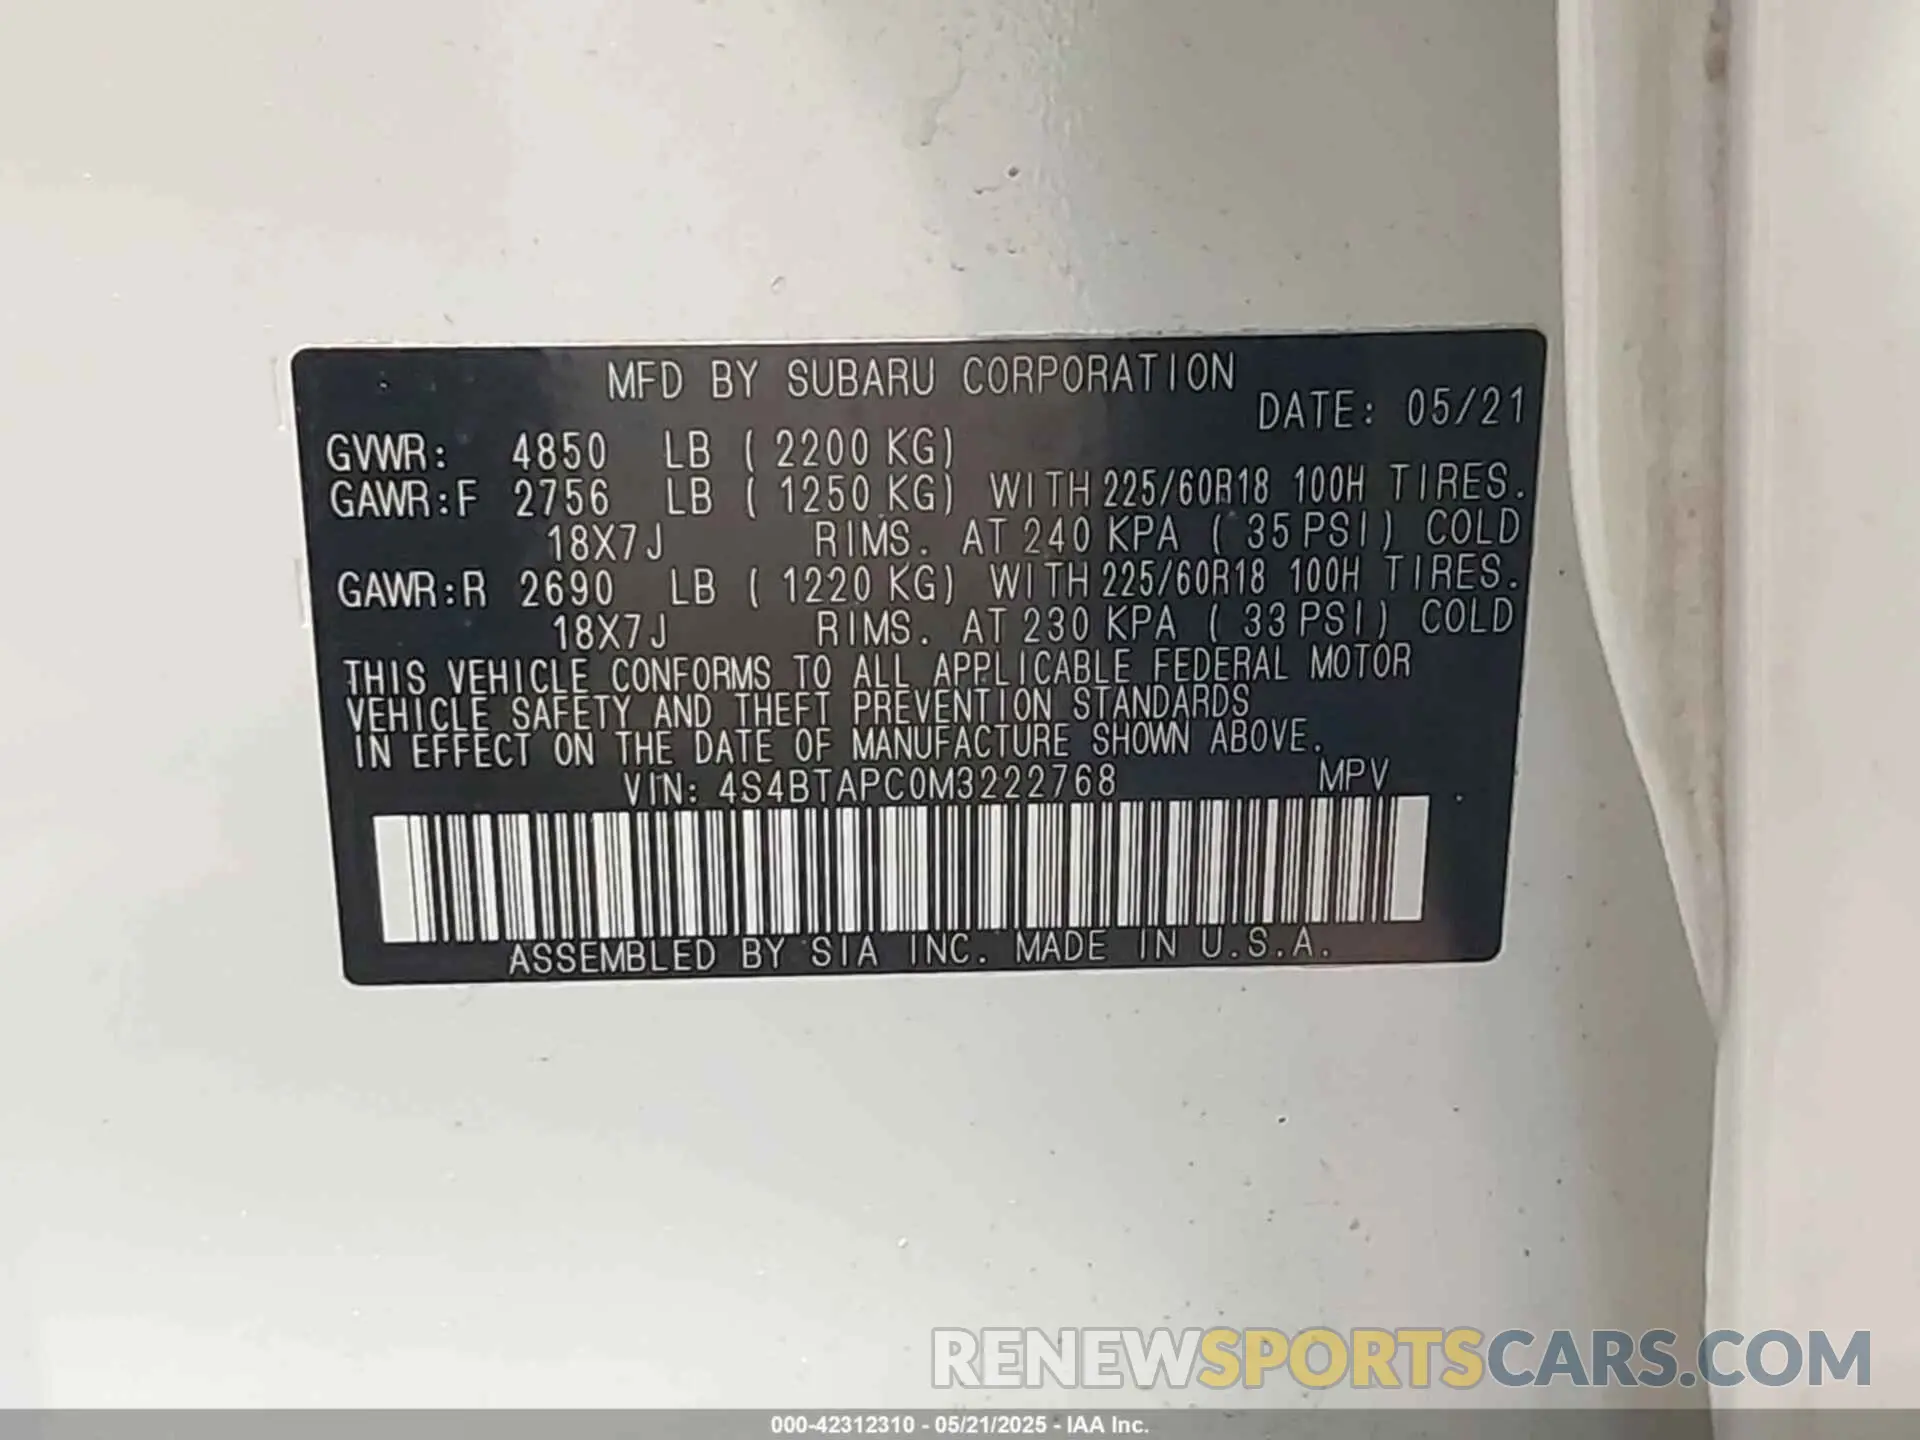 MFD BY SUBARU CORPORATION
DATE: 05/21
GVWR: 4850 LB ( 2200 KG)
GAWR:F 2756 LB ( 1250 KG) WITH 225/60R18 100H TIRES.
18X7J RIMS. AT 240 KPA ( 35 PSI) COLD
GAWR:R 2690 LB ( 1220 KG) WITH 225/60R18 100H TIRES.
18X7J RIMS. AT 230 KPA ( 33 PSI) COLD
THIS VEHICLE CONFORMS TO ALL APPLICABLE FEDERAL MOTOR
VEHICLE SAFETY AND THEFT PREVENTION STANDARDS
IN EFFECT ON THE DATE OF MANUFACTURE SHOWN ABOVE.
VIN: 4S4BTAPC0M3222768 MPV
ASSEMBLED BY SIA INC. MADE IN U.S.A.
RENEWSPORTSCARS.COM
000-42312310 - 05/21/2025 - IAA Inc.